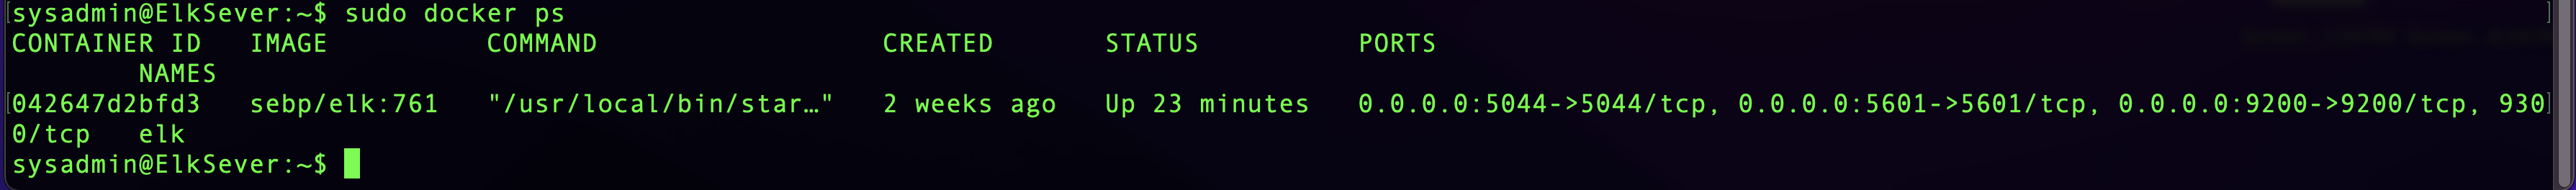 [sysadmin@ElkSever:~$ sudo docker ps ]
CONTAINER ID   IMAGE          COMMAND                  CREATED       STATUS          PORTS
        NAMES
[042647d2bfd3   sebp/elk:761   "/usr/local/bin/star…"   2 weeks ago   Up 23 minutes   0.0.0.0:5044->5044/tcp, 0.0.0.0:5601->5601/tcp, 0.0.0.0:9200->9200/tcp, 930]
0/tcp   elk
sysadmin@ElkSever:~$